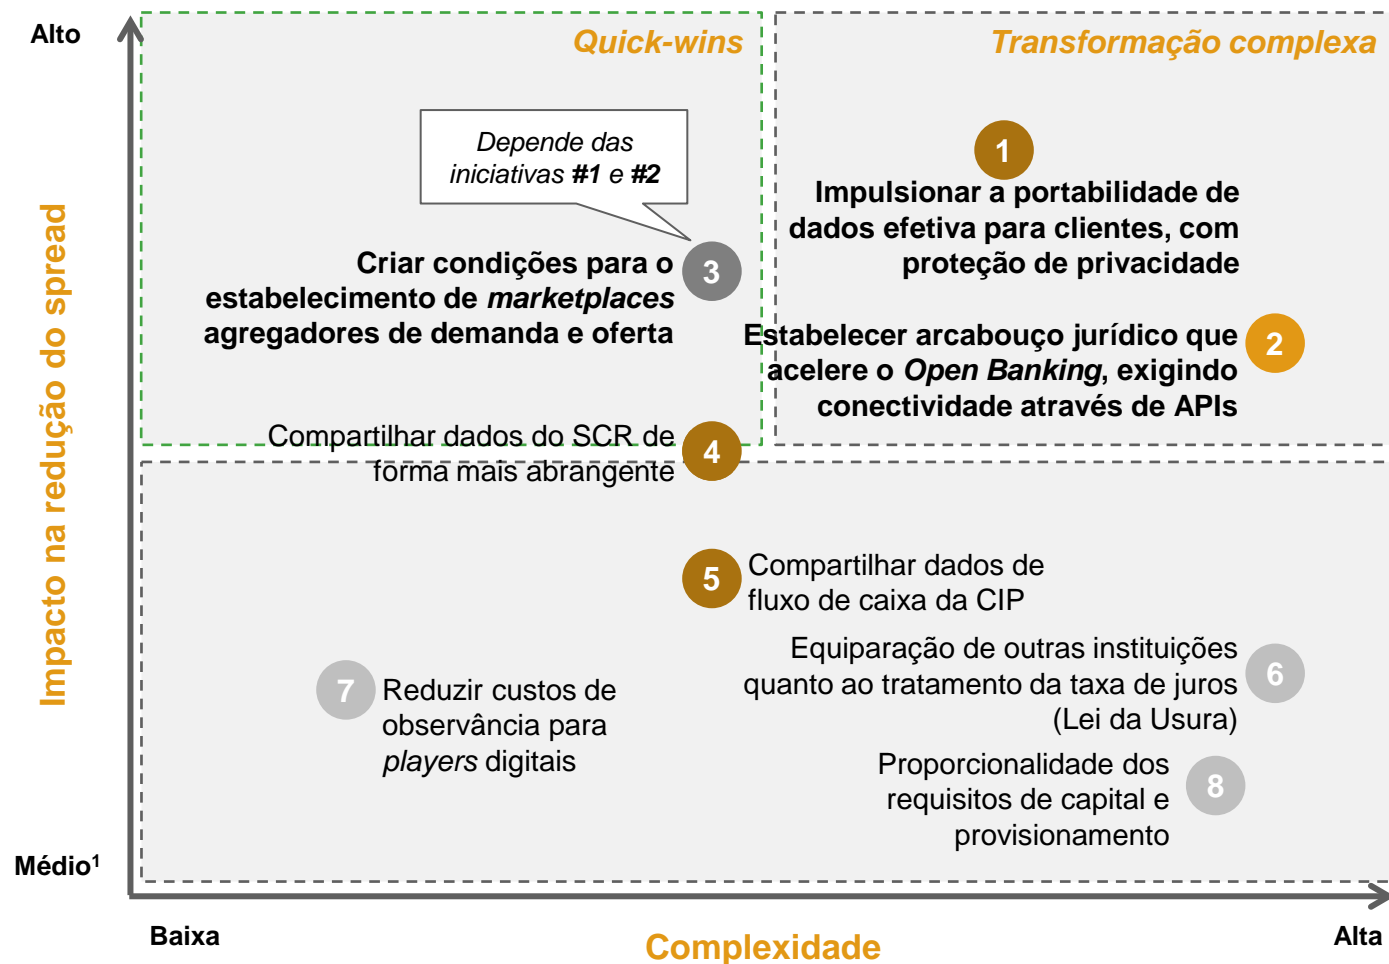 Alto
Quick-wins
Transformação complexa
Depende das
iniciativas #1 e #2
1
Impulsionar a portabilidade de
dados efetiva para clientes, com
proteção de privacidade
3
Criar condições para o
estabelecimento de marketplaces
agregadores de demanda e oferta
2
Estabelecer arcabouço jurídico que
acelere o Open Banking, exigindo
conectividade através de APIs
Compartilhar dados do SCR de
forma mais abrangente
4
5
Compartilhar dados de
fluxo de caixa da CIP
Equiparação de outras instituições
quanto ao tratamento da taxa de juros
(Lei da Usura)
6
7
Reduzir custos de
observância para
players digitais
Proporcionalidade dos
requisitos de capital e
provisionamento
8
Impacto na redução do spread
Médio¹
Baixa
Complexidade
Alta